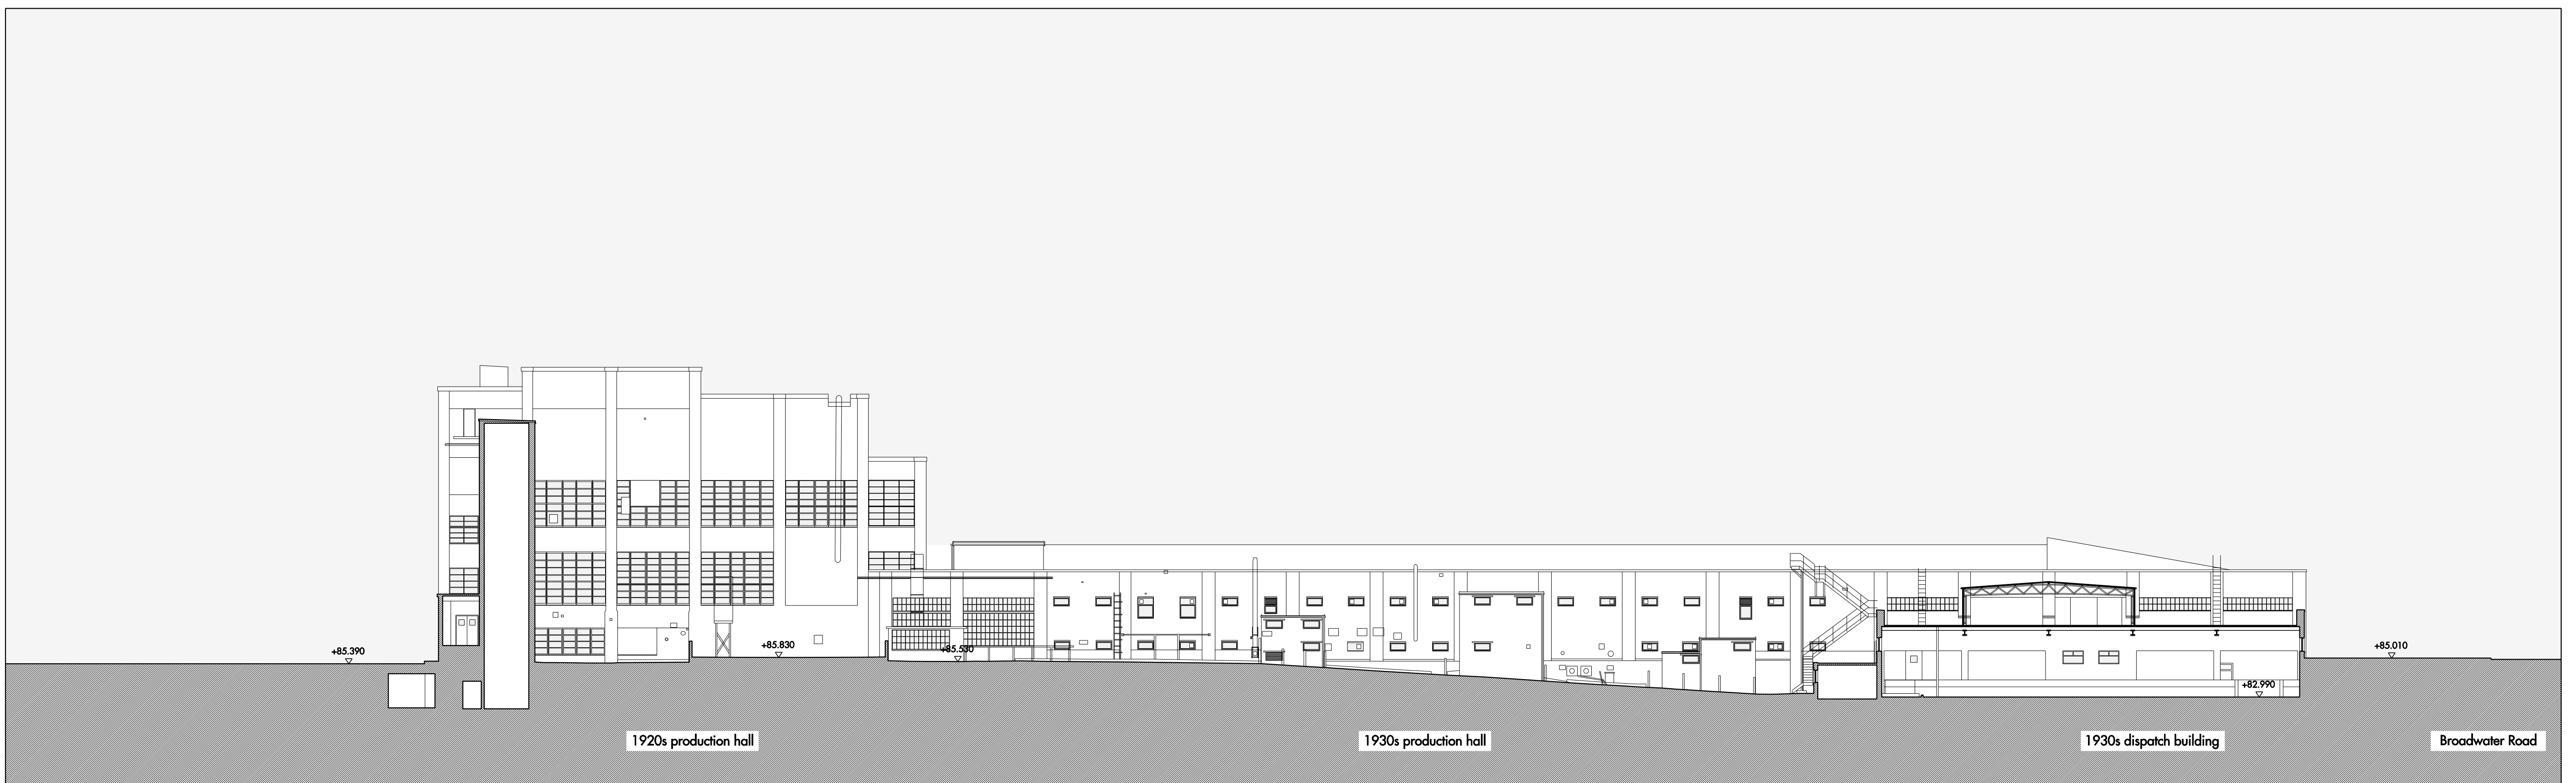 +85.390
+85.830
+85.530
+85.010
+82.990
1920s production hall
1930s production hall
1930s dispatch building
Broadwater Road